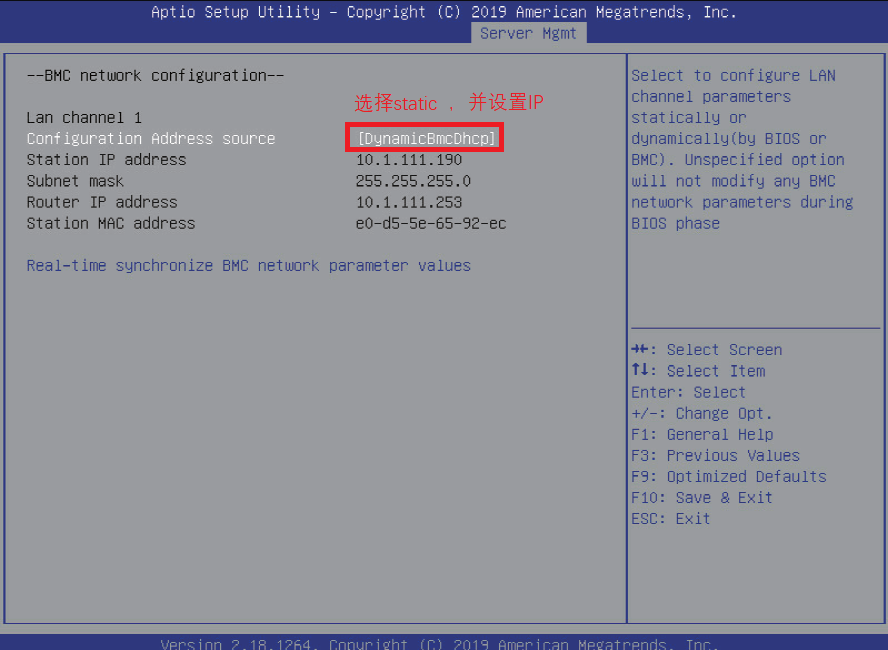 Aptio Setup Utility – Copyright (C) 2019 American Megatrends, Inc.
Server Mgmt
--BMC network configuration--
选择static ，并设置IP
Lan channel 1
Configuration Address source [DynamicBmcDhcp]
Station IP address 10.1.111.190
Subnet mask 255.255.255.0
Router IP address 10.1.111.253
Station MAC address e0-d5-5e-65-92-ec
Real-time synchronize BMC network parameter values
Select to configure LAN
channel parameters
statically or
dynamically(by BIOS or
BMC). Unspecified option
will not modify any BMC
network parameters during
BIOS phase
→←: Select Screen
↑↓: Select Item
Enter: Select
+/-: Change Opt.
F1: General Help
F3: Previous Values
F9: Optimized Defaults
F10: Save & Exit
ESC: Exit
Version 2.18.1264. Copyright (C) 2019 American Megatrends, Inc.